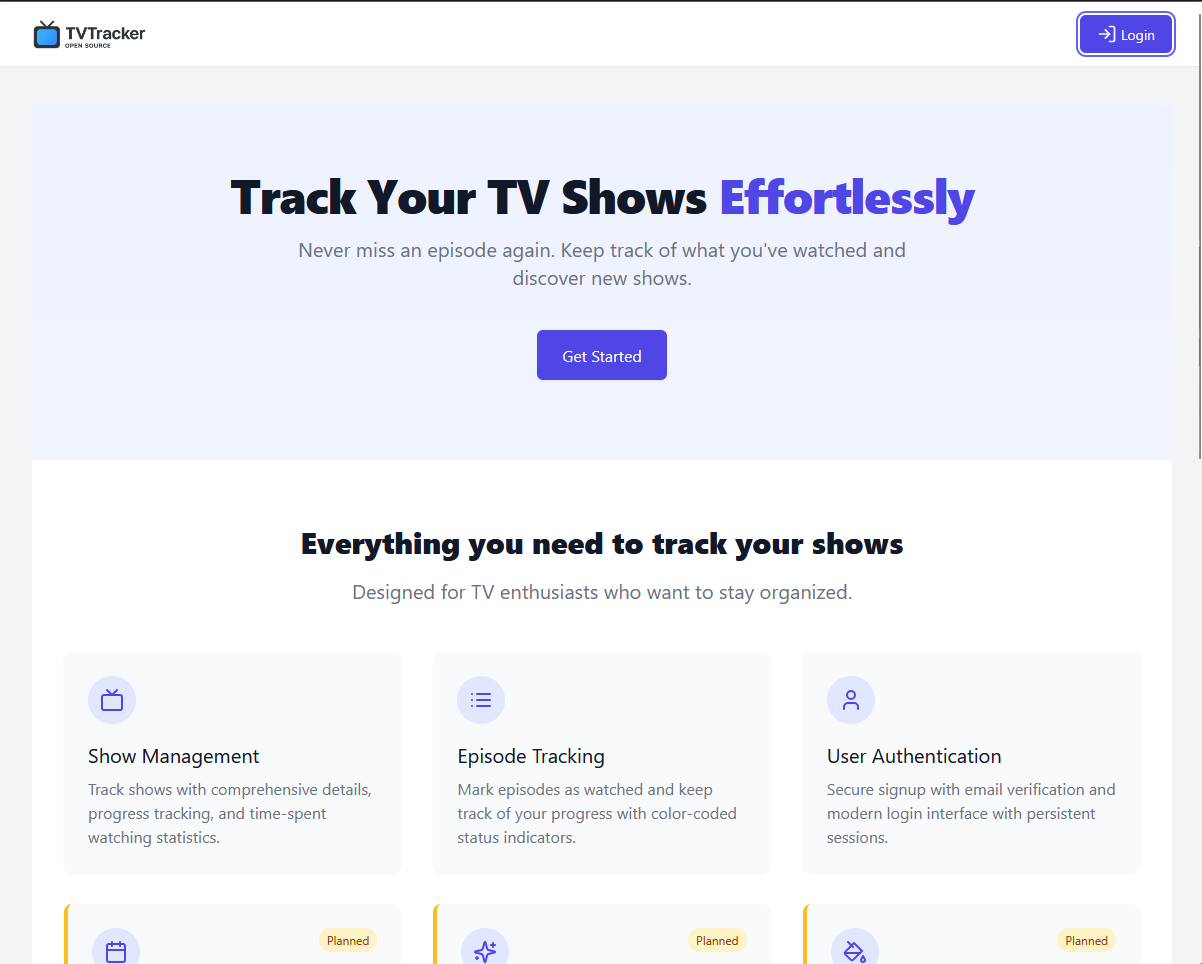 TVTracker
OPEN SOURCE
Login
Track Your TV Shows Effortlessly
Never miss an episode again. Keep track of what you've watched and
discover new shows.
Get Started
Everything you need to track your shows
Designed for TV enthusiasts who want to stay organized.
Show Management
Track shows with comprehensive details,
progress tracking, and time-spent
watching statistics.
Episode Tracking
Mark episodes as watched and keep
track of your progress with color-coded
status indicators.
User Authentication
Secure signup with email verification and
modern login interface with persistent
sessions.
Planned
Planned
Planned